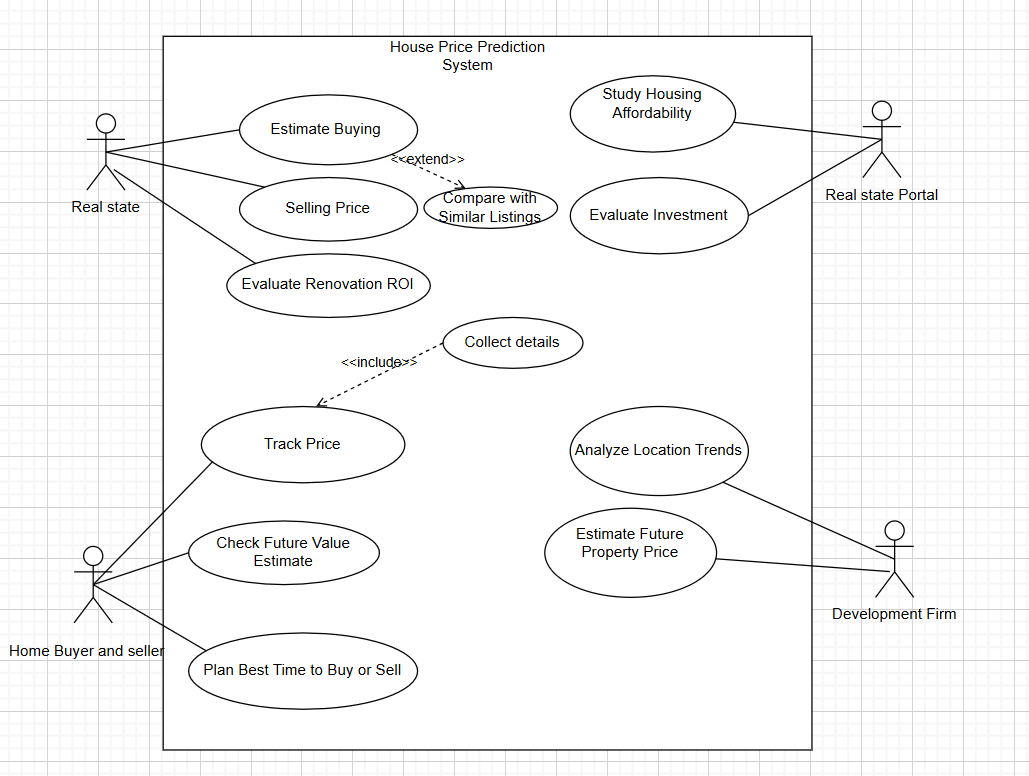 House Price Prediction
System
Estimate Buying
<<extend>>
Study Housing
Affordability
Real state
Selling Price
Compare with
Similar Listings
Evaluate Investment
Real state Portal
Evaluate Renovation ROI
Collect details
<<include>>
Track Price
Analyze Location Trends
Check Future Value
Estimate
Estimate Future
Property Price
Development Firm
Home Buyer and seller
Plan Best Time to Buy or Sell